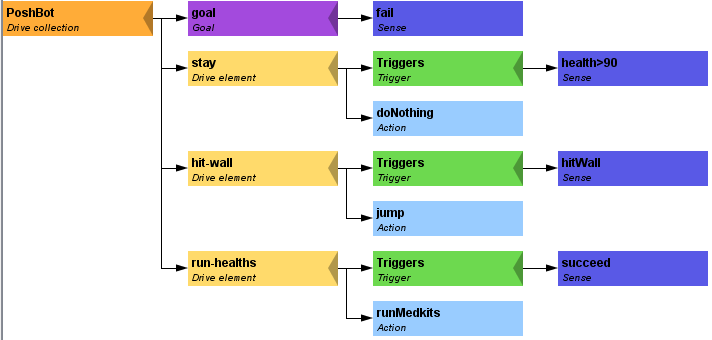 PoshBot
Drive collection
goal
Goal
fail
Sense
stay
Drive element
Triggers
Trigger
health>90
Sense
doNothing
Action
hit-wall
Drive element
Triggers
Trigger
hitWall
Sense
jump
Action
run-healths
Drive element
Triggers
Trigger
succeed
Sense
runMedkits
Action